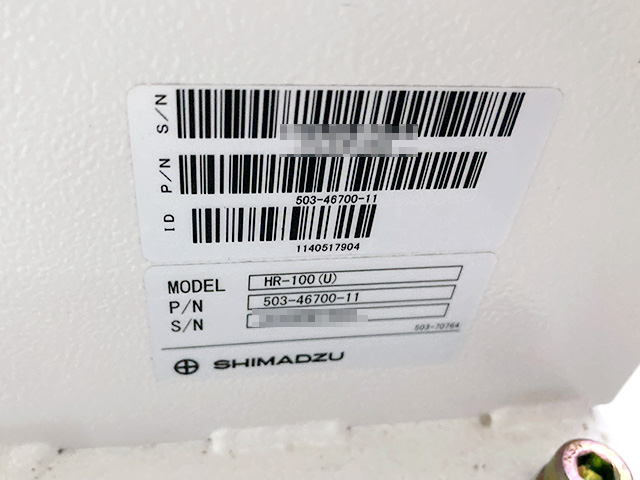 S/N
P/N
503-46700-11
ID
1140517904
MODEL HR-100(U)
P/N 503-46700-11
S/N
503-70764
SHIMADZU